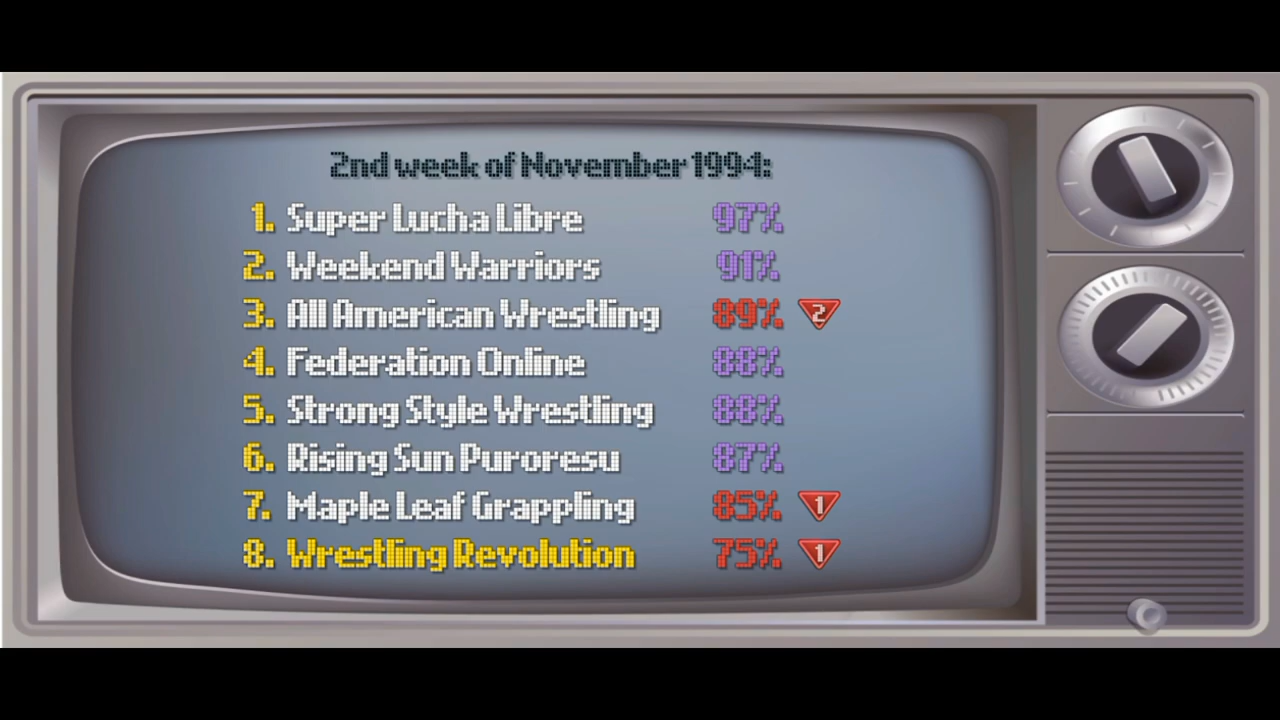 2nd week of November 1994:
1. Super Lucha Libre 97%
2. Weekend Warriors 91%
3. All American Wrestling 89% 2
4. Federation Online 88%
5. Strong Style Wrestling 88%
6. Rising Sun Puroresu 87%
7. Maple Leaf Grappling 85% 1
8. Wrestling Revolution 75% 1